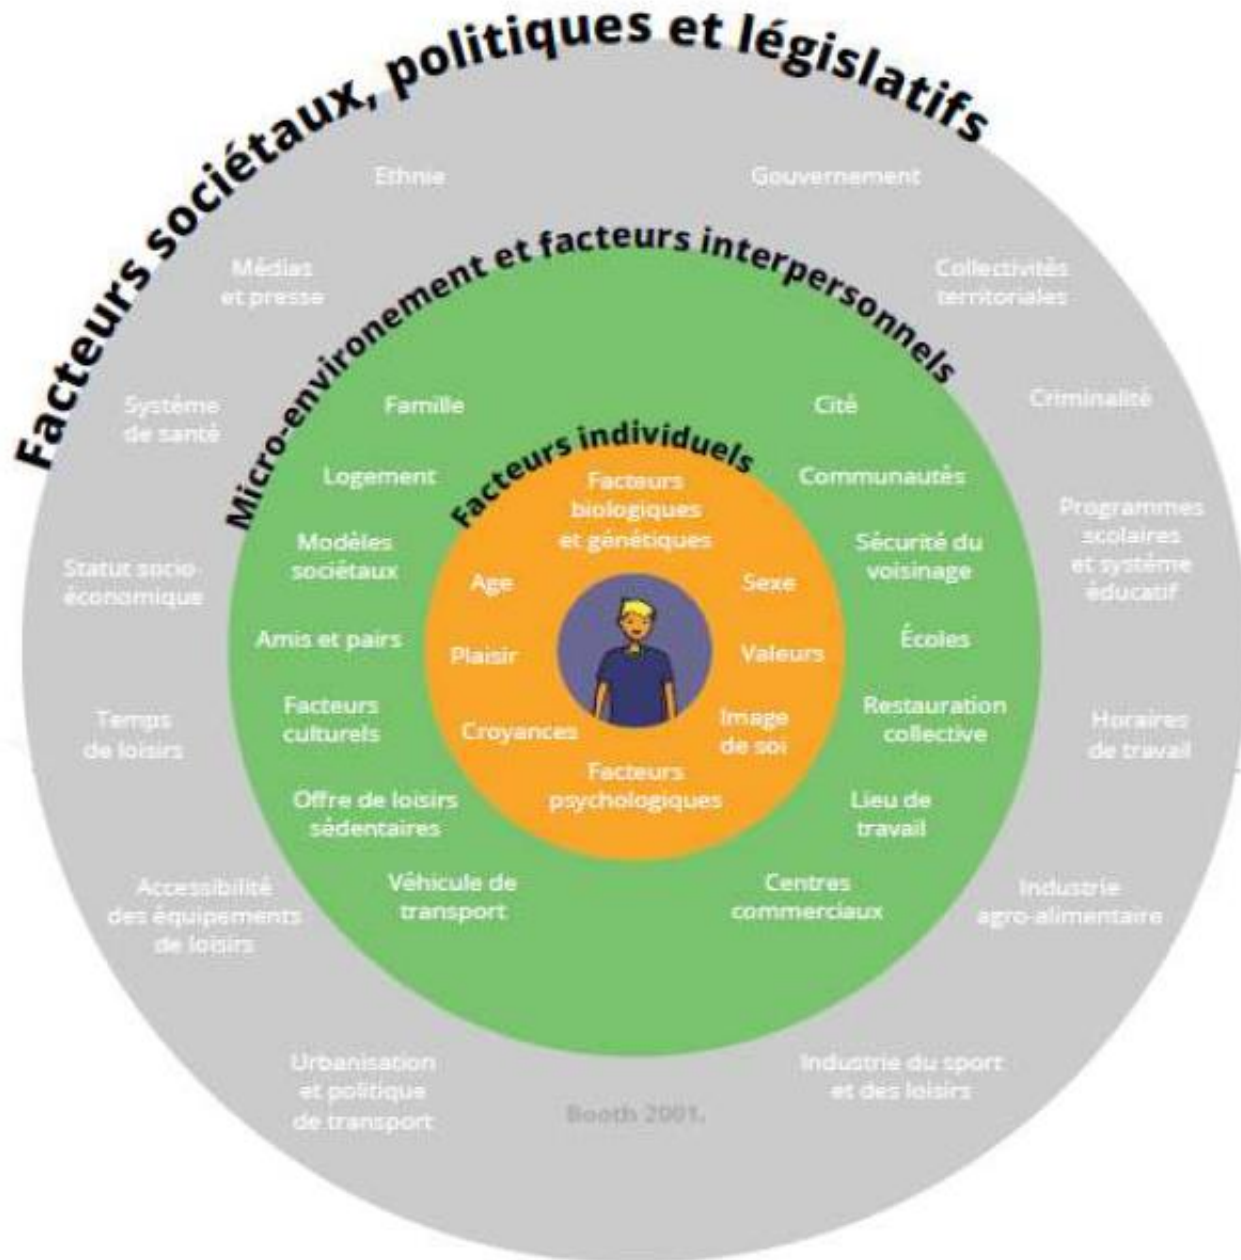 Facteurs sociétaux, politiques et législatifs
Ethnie
Gouvernement
Médias
et presse
Collectivités
territoriales
Système
de santé
Criminalité
Statut socio-
économique
Programmes
scolaires
et système
éducatif
Temps
de loisirs
Horaires
de travail
Accessibilité
des équipements
de loisirs
Industrie
agro-alimentaire
Urbanisation
et politique
de transport
Industrie du sport
et des loisirs
Booth 2001.
Micro-environement et facteurs interpersonnels
Famille
Cité
Logement
Communautés
Modèles
sociétaux
Sécurité du
voisinage
Amis et pairs
Écoles
Facteurs
culturels
Restauration
collective
Offre de loisirs
sédentaires
Lieu de
travail
Véhicule de
transport
Centres
commerciaux
Facteurs individuels
Facteurs
biologiques
et génétiques
Age
Sexe
Plaisir
Valeurs
Croyances
Image
de soi
Facteurs
psychologiques